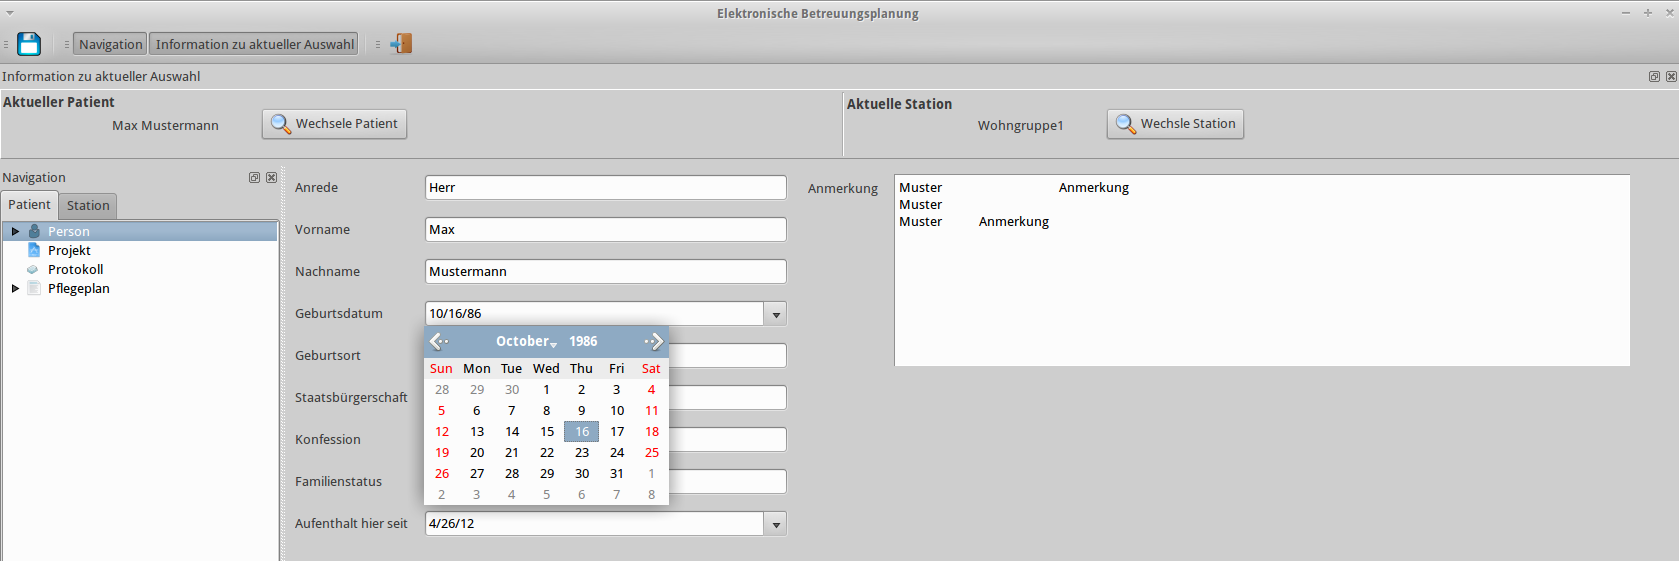 Elektronische Betreuungsplanung
Navigation Information zu aktueller Auswahl
Information zu aktueller Auswahl
Aktueller Patient
Max Mustermann Wechsele Patient
Aktuelle Station
Wohngruppe1 Wechsle Station
Navigation
Patient Station
Person
Projekt
Protokoll
Pflegeplan
Anrede Herr
Vorname Max
Nachname Mustermann
Geburtsdatum 10/16/86
October 1986
Sun Mon Tue Wed Thu Fri Sat
28 29 30 1 2 3 4
5 6 7 8 9 10 11
12 13 14 15 16 17 18
19 20 21 22 23 24 25
26 27 28 29 30 31 1
2 3 4 5 6 7 8
Geburtsort
Staatsbürgerschaft
Konfession
Familienstatus
Aufenthalt hier seit 4/26/12
Anmerkung
Muster Anmerkung
Muster
Muster Anmerkung